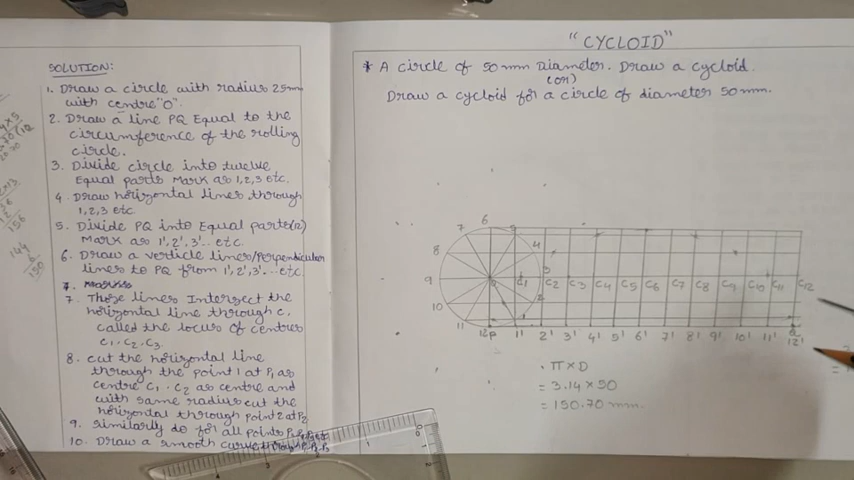 SOLUTION:
1. Draw a circle with radius 25mm
with centre "O".
2. Draw a line PQ Equal to the
circumference of the rolling
circle.
3. Divide circle into twelve
Equal parts Mark as 1,2,3 etc.
4. Draw horizontal lines through
1,2,3 etc
5. Divide PQ into Equal parts(12)
Mark as 1', 2', 3'... etc.
6. Draw a verticle lines/Perpendicular
lines to PQ from 1', 2', 3'... etc.
7. These lines Intersect the
horizontal line through c,
called the locus of centres
C1. C2. C3.
8. cut the horizontal line
through the point 1 at P1 as
centre C1 . C2 as centre and
with same radius cut the
horizontal through point 2 at P2
9. similarly do for all points
10. Draw a smooth curve through
144
150
156
"CYCLOID"
* A circle of 50mm Diameter. Draw a cycloid.
(or)
Draw a cycloid for a circle of diameter 50mm.
6
7 5
8 4
9 C1 3 C2 C3 C4 C5 C6 C7 C8 C9 C10 C11 C12
10 2
11 12 P 1 1' 2' 3' 4' 5' 6' 7' 8' 9' 10' 11' Q 12'
. π × D
= 3.14 × 50
= 150.70 mm.